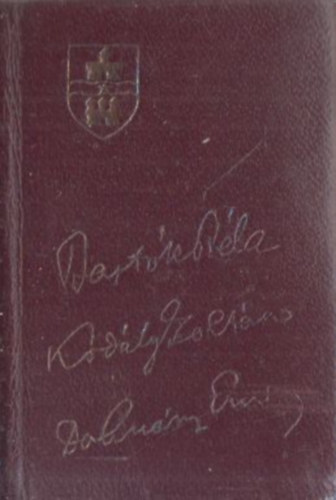 Bartók Béla
Kodály Zoltán
Dohnányi Ernő